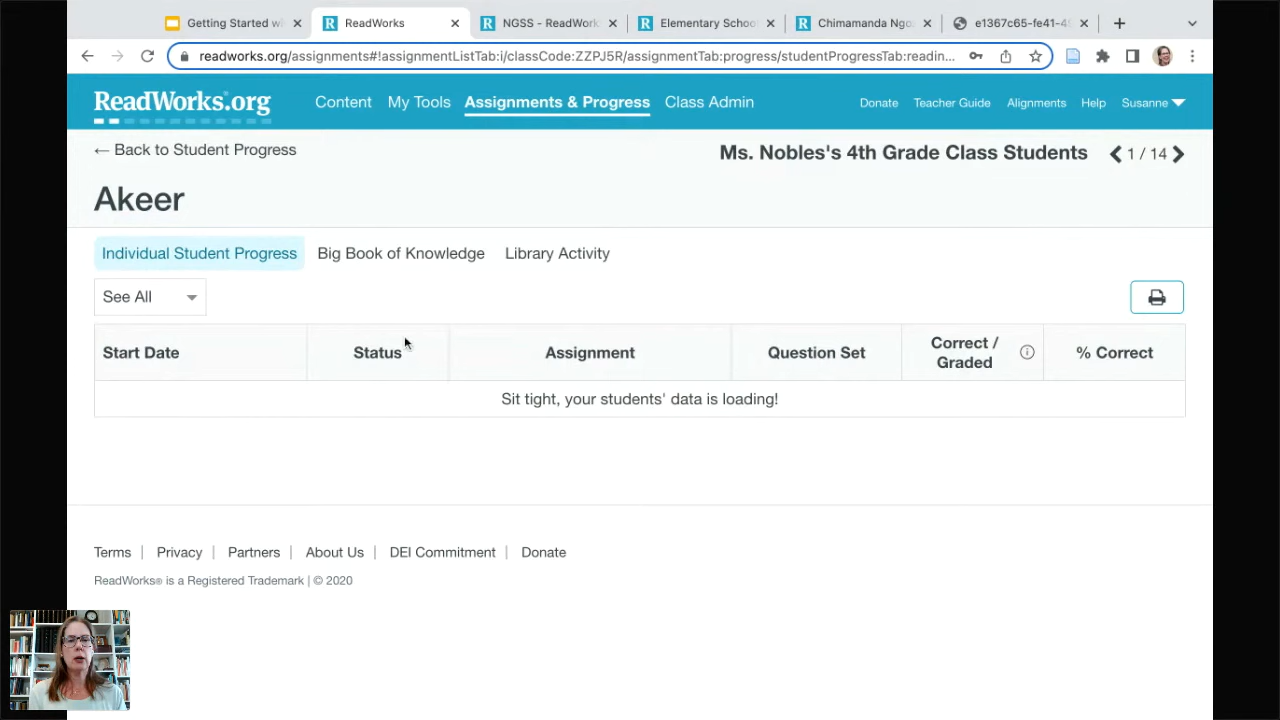 Getting Started wi
ReadWorks
NGSS - ReadWork
Elementary School
Chimamanda Ngo
e1367c65-fe41-49
readworks.org/assignments#!assignmentListTab:i/classCode:ZZPJ5R/assignmentTab:progress/studentProgressTab:readin...
ReadWorks.org
Content
My Tools
Assignments & Progress
Class Admin
Donate
Teacher Guide
Alignments
Help
Susanne
← Back to Student Progress
Ms. Nobles's 4th Grade Class Students
1 / 14
Akeer
Individual Student Progress
Big Book of Knowledge
Library Activity
See All
Start Date
Status
Assignment
Question Set
Correct /
Graded
% Correct
Sit tight, your students' data is loading!
Terms | Privacy | Partners | About Us | DEI Commitment | Donate
ReadWorks® is a Registered Trademark | © 2020